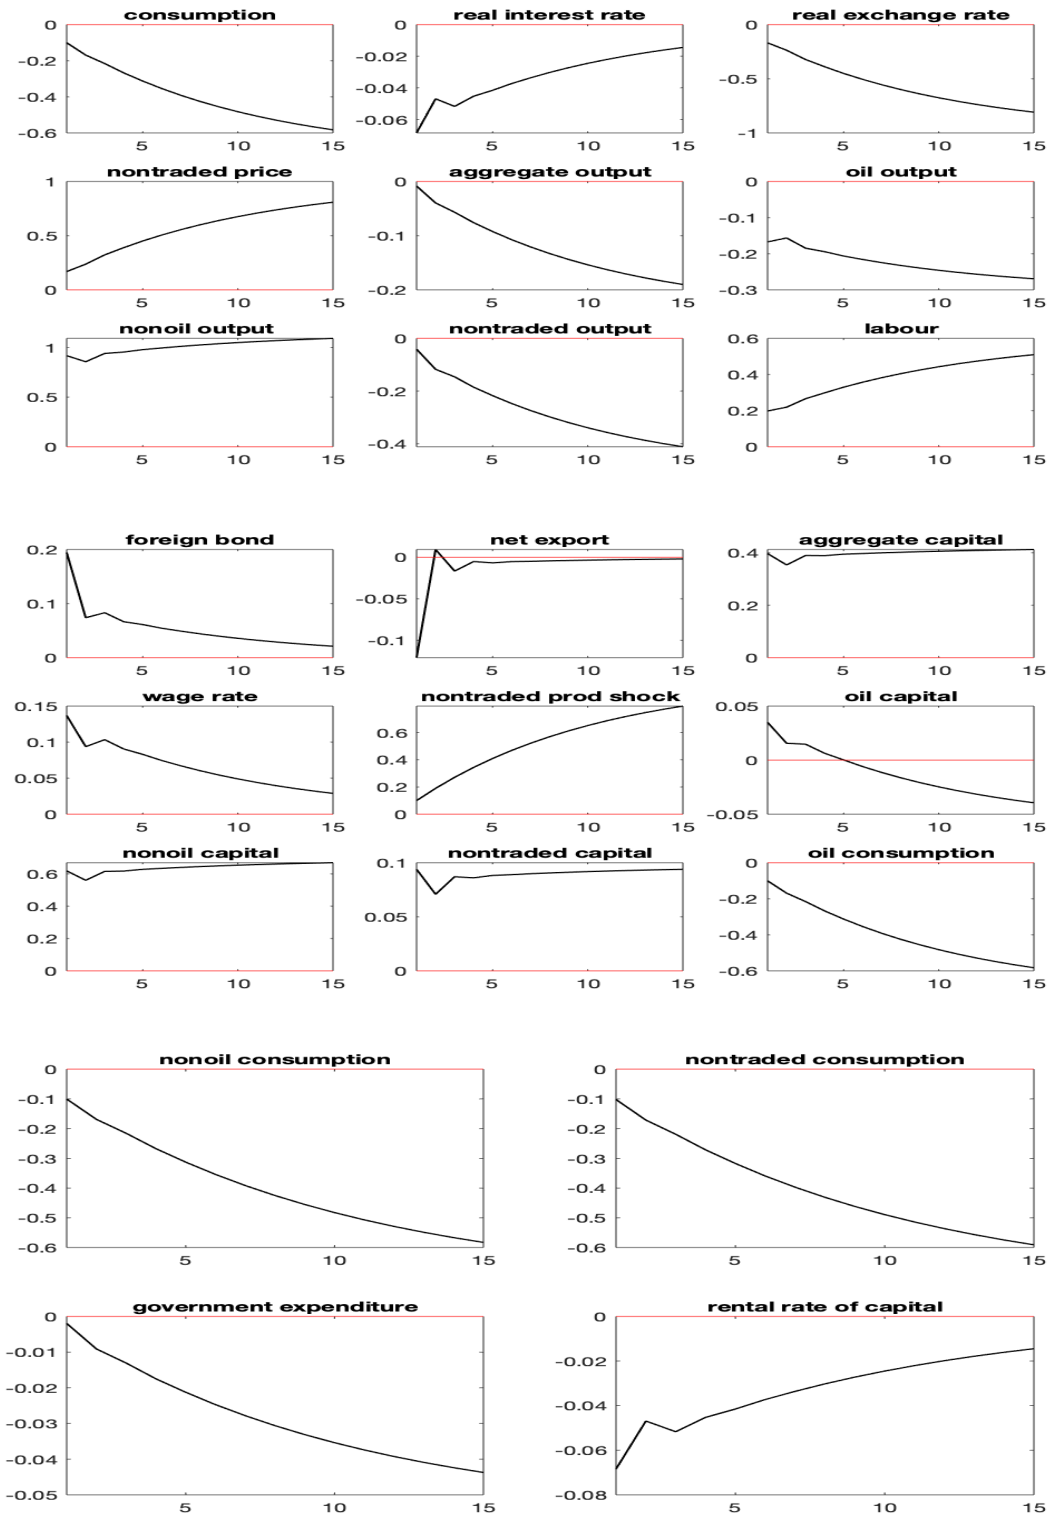 consumption
real interest rate
real exchange rate
0
-0.2
-0.4
-0.6
5 10 15
0
-0.02
-0.04
-0.06
5 10 15
0
-0.5
-1
5 10 15
nontraded price
aggregate output
oil output
1
0.5
0
5 10 15
0
-0.1
-0.2
5 10 15
0
-0.1
-0.2
-0.3
5 10 15
nonoil output
nontraded output
labour
1
0.5
0
5 10 15
0
-0.2
-0.4
5 10 15
0.6
0.4
0.2
0
5 10 15
foreign bond
net export
aggregate capital
0.2
0.1
0
5 10 15
0
-0.05
-0.1
5 10 15
0.4
0.2
0
5 10 15
wage rate
nontraded prod shock
oil capital
0.15
0.1
0.05
0
5 10 15
0.6
0.4
0.2
0
5 10 15
0.05
0
-0.05
5 10 15
nonoil capital
nontraded capital
oil consumption
0.6
0.4
0.2
0
5 10 15
0.1
0.05
0
5 10 15
0
-0.2
-0.4
-0.6
5 10 15
nonoil consumption
nontraded consumption
0
-0.1
-0.2
-0.3
-0.4
-0.5
-0.6
5 10 15
0
-0.1
-0.2
-0.3
-0.4
-0.5
-0.6
5 10 15
government expenditure
rental rate of capital
0
-0.01
-0.02
-0.03
-0.04
-0.05
5 10 15
0
-0.02
-0.04
-0.06
-0.08
5 10 15